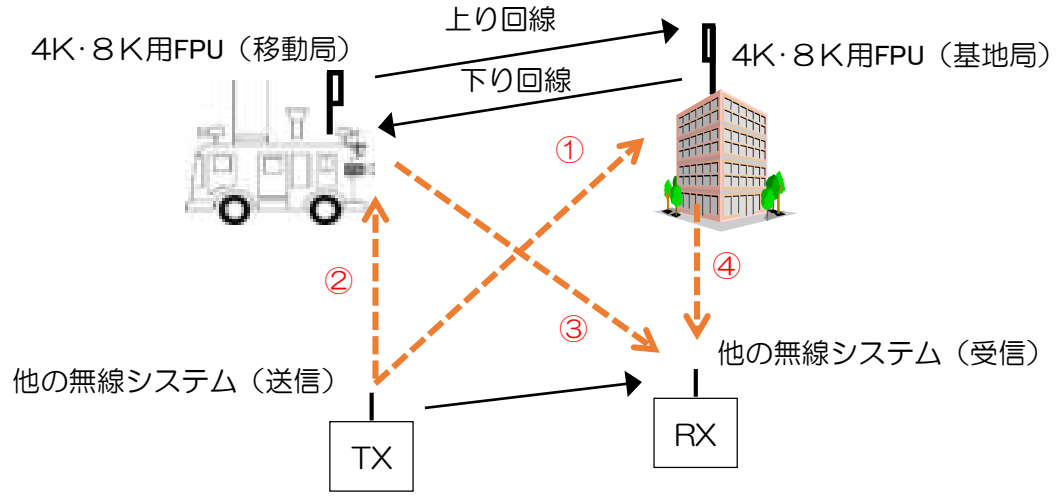 上り回線
4K･８K用FPU（移動局）
4K･８K用FPU（基地局）
下り回線
①
②
④
③
他の無線システム（送信）
他の無線システム（受信）
TX
RX